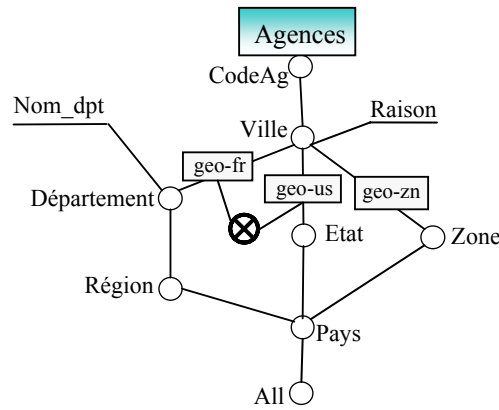 Agences
CodeAg
Nom_dpt
Raison
Ville
geo-fr
geo-us
geo-zn
Département
Etat
Zone
Région
Pays
All